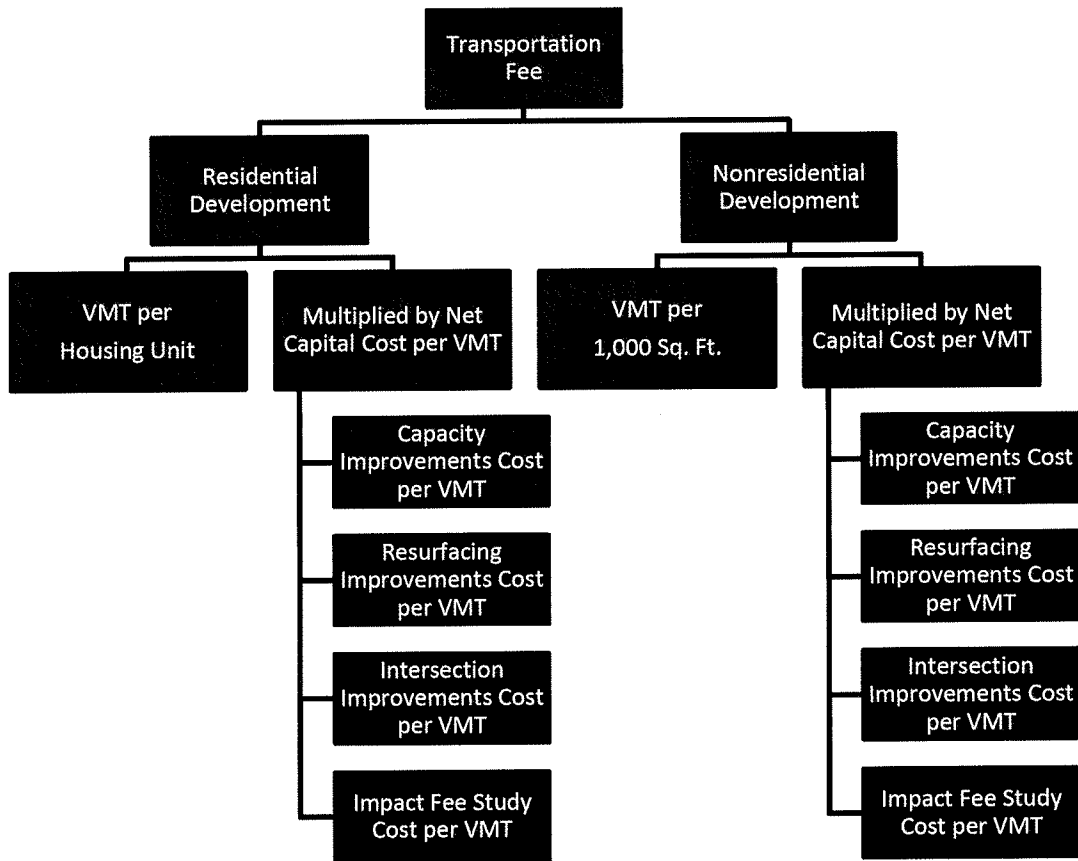 Transportation
Fee
Residential
Development
Nonresidential
Development
VMT per
Housing Unit
Multiplied by Net
Capital Cost per VMT
VMT per
1,000 Sq. Ft.
Multiplied by Net
Capital Cost per VMT
Capacity
Improvements Cost
per VMT
Resurfacing
Improvements Cost
per VMT
Intersection
Improvements Cost
per VMT
Impact Fee Study
Cost per VMT
Capacity
Improvements Cost
per VMT
Resurfacing
Improvements Cost
per VMT
Intersection
Improvements Cost
per VMT
Impact Fee Study
Cost per VMT